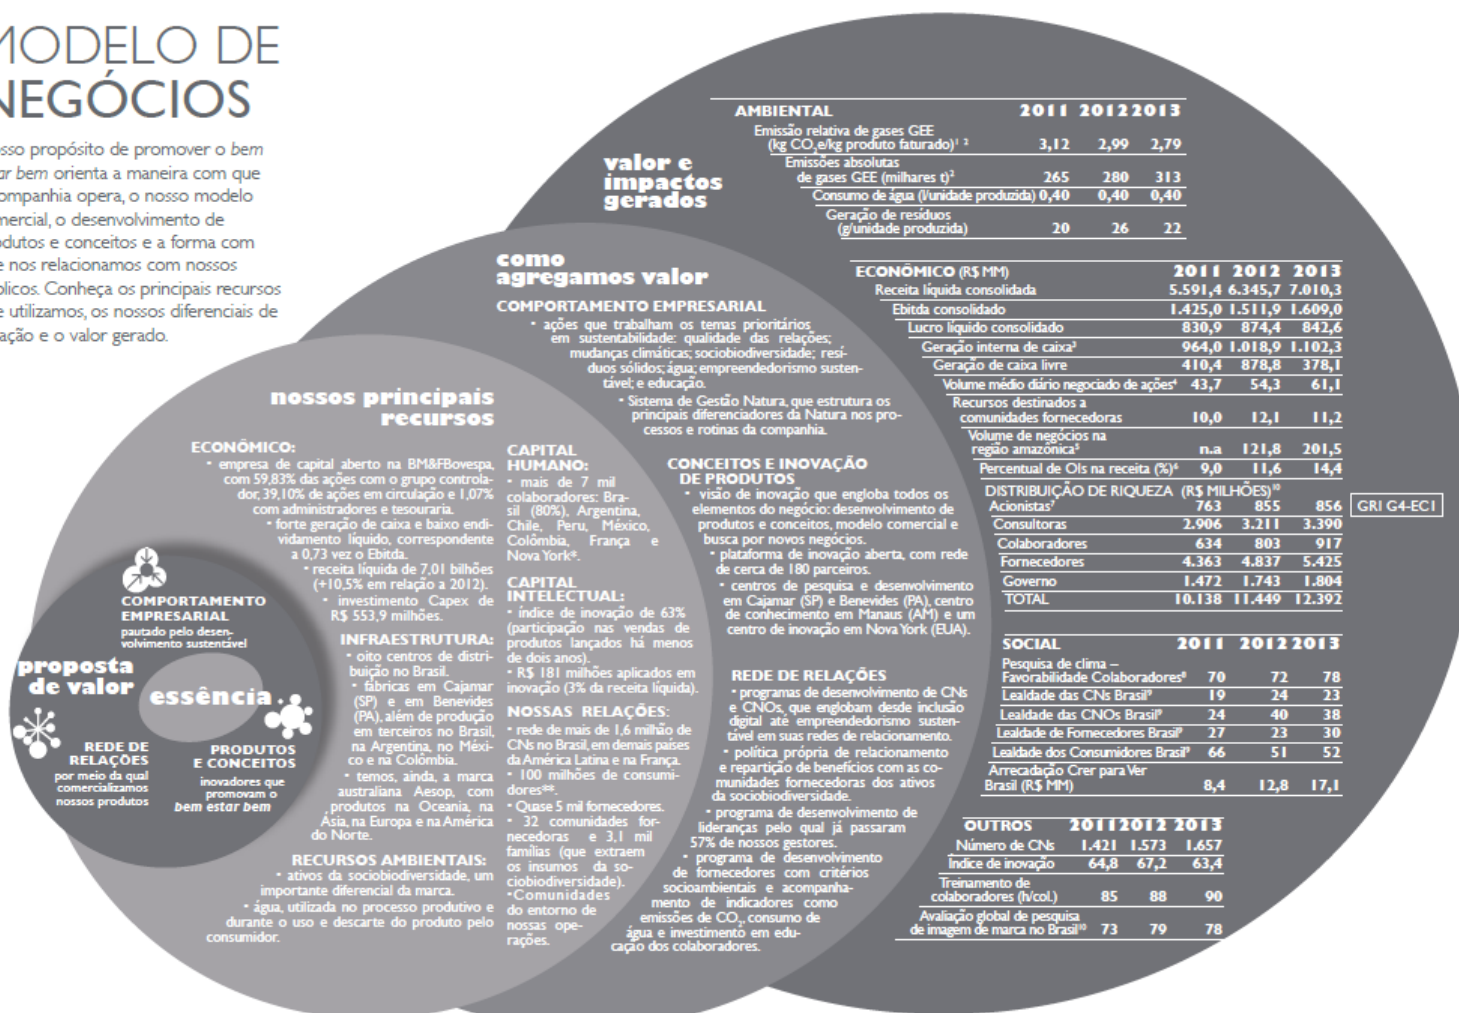 MODELO DE
NEGÓCIOS
sso propósito de promover o bem
ar bem orienta a maneira com que
ompanhia opera, o nosso modelo
mercial, o desenvolvimento de
odutos e conceitos e a forma com
e nos relacionamos com nossos
blicos. Conheça os principais recursos
e utilizamos, os nossos diferenciais de
ação e o valor gerado.
essência
proposta
de valor
COMPORTAMENTO
EMPRESARIAL
pautado pelo desen-
volvimento sustentável
REDE DE
RELAÇÕES
por meio da qual
comercializamos
nossos produtos
PRODUTOS
E CONCEITOS
inovadores que
promovam o
bem estar bem
nossos principais
recursos
ECONÔMICO:
• empresa de capital aberto na BM&FBovespa,
com 59,83% das ações com o grupo controla-
dor, 39,10% de ações em circulação e 1,07%
com administradores e tesouraria.
• forte geração de caixa e baixo endi-
vidamento líquido, correspondente
a 0,73 vez o Ebitda.
• receita líquida de 7,01 bilhões
(+10,5% em relação a 2012).
• investimento Capex de
R$ 553,9 milhões.
INFRAESTRUTURA:
• oito centros de distri-
buição no Brasil.
• fábricas em Cajamar
(SP) e em Benevides
(PA), além de produção
em terceiros no Brasil,
na Argentina, no Méxi-
co e na Colômbia.
• temos, ainda, a marca
australiana Aesop, com
produtos na Oceania, na
Ásia, na Europa e na América
do Norte.
RECURSOS AMBIENTAIS:
• ativos da sociobiodiversidade, um
importante diferencial da marca.
• água, utilizada no processo produtivo e
durante o uso e descarte do produto pelo
consumidor.
CAPITAL
HUMANO:
• mais de 7 mil
colaboradores: Bra-
sil (80%), Argentina,
Chile, Peru, México,
Colômbia, França e
Nova York*.
CAPITAL
INTELECTUAL:
• índice de inovação de 63%
(participação nas vendas de
produtos lançados há menos
de dois anos).
• R$ 181 milhões aplicados em
inovação (3% da receita líquida).
NOSSAS RELAÇÕES:
• rede de mais de 1,6 milhão de
CNs no Brasil, em demais países
da América Latina e na França.
• 100 milhões de consumi-
dores**.
• Quase 5 mil fornecedores.
• 32 comunidades for-
necedoras e 3,1 mil
famílias (que extraem
os insumos da so-
ciobiodiversidade).
•Comunidades
do entorno de
nossas ope-
rações.
como
agregamos valor
COMPORTAMENTO EMPRESARIAL
• ações que trabalham os temas prioritários
em sustentabilidade: qualidade das relações;
mudanças climáticas; sociobiodiversidade; resí-
duos sólidos; água; empreendedorismo susten-
tável; e educação.
• Sistema de Gestão Natura, que estrutura os
principais diferenciadores da Natura nos pro-
cessos e rotinas da companhia.
CONCEITOS E INOVAÇÃO
DE PRODUTOS
• visão de inovação que engloba todos os
elementos do negócio: desenvolvimento de
produtos e conceitos, modelo comercial e
busca por novos negócios.
• plataforma de inovação aberta, com rede
de cerca de 180 parceiros.
• centros de pesquisa e desenvolvimento
em Cajamar (SP) e Benevides (PA), centro
de conhecimento em Manaus (AM) e um
centro de inovação em Nova York (EUA).
REDE DE RELAÇÕES
• programas de desenvolvimento de CNs
e CNOs, que englobam desde inclusão
digital até empreendedorismo susten-
tável em suas redes de relacionamento.
• política própria de relacionamento
e repartição de benefícios com as co-
munidades fornecedoras dos ativos
da sociobiodiversidade.
• programa de desenvolvimento de
lideranças pelo qual já passaram
57% de nossos gestores.
• programa de desenvolvimento
de fornecedores com critérios
socioambientais e acompanha-
mento de indicadores como
emissões de CO₂, consumo de
água e investimento em edu-
cação dos colaboradores.
valor e
impactos
gerados
AMBIENTAL 2011 2012 2013
Emissão relativa de gases GEE
(kg CO₂e/kg produto faturado)¹ ² 3,12 2,99 2,79
Emissões absolutas
de gases GEE (milhares t)² 265 280 313
Consumo de água (l/unidade produzida) 0,40 0,40 0,40
Geração de resíduos
(g/unidade produzida) 20 26 22
ECONÔMICO (R$ MM) 2011 2012 2013
Receita líquida consolidada 5.591,4 6.345,7 7.010,3
Ebitda consolidado 1.425,0 1.511,9 1.609,0
Lucro líquido consolidado 830,9 874,4 842,6
Geração interna de caixa³ 964,0 1.018,9 1.102,3
Geração de caixa livre 410,4 878,8 378,1
Volume médio diário negociado de ações⁴ 43,7 54,3 61,1
Recursos destinados a
comunidades fornecedoras 10,0 12,1 11,2
Volume de negócios na
região amazônica⁵ n.a 121,8 201,5
Percentual de OIs na receita (%)⁶ 9,0 11,6 14,4
DISTRIBUIÇÃO DE RIQUEZA (R$ MILHÕES)¹⁰
Acionistas⁷ 763 855 856 GRI G4-EC1
Consultoras 2.906 3.211 3.390
Colaboradores 634 803 917
Fornecedores 4.363 4.837 5.425
Governo 1.472 1.743 1.804
TOTAL 10.138 11.449 12.392
SOCIAL 2011 2012 2013
Pesquisa de clima –
Favorabilidade Colaboradores⁸ 70 72 78
Lealdade das CNs Brasil⁹ 19 24 23
Lealdade das CNOs Brasil⁹ 24 40 38
Lealdade de Fornecedores Brasil⁹ 27 23 30
Lealdade dos Consumidores Brasil⁹ 66 51 52
Arrecadação Crer para Ver
Brasil (R$ MM) 8,4 12,8 17,1
OUTROS 2011 2012 2013
Número de CNs 1.421 1.573 1.657
Índice de inovação 64,8 67,2 63,4
Treinamento de
colaboradores (h/col.) 85 88 90
Avaliação global de pesquisa
de imagem de marca no Brasil¹⁰ 73 79 78